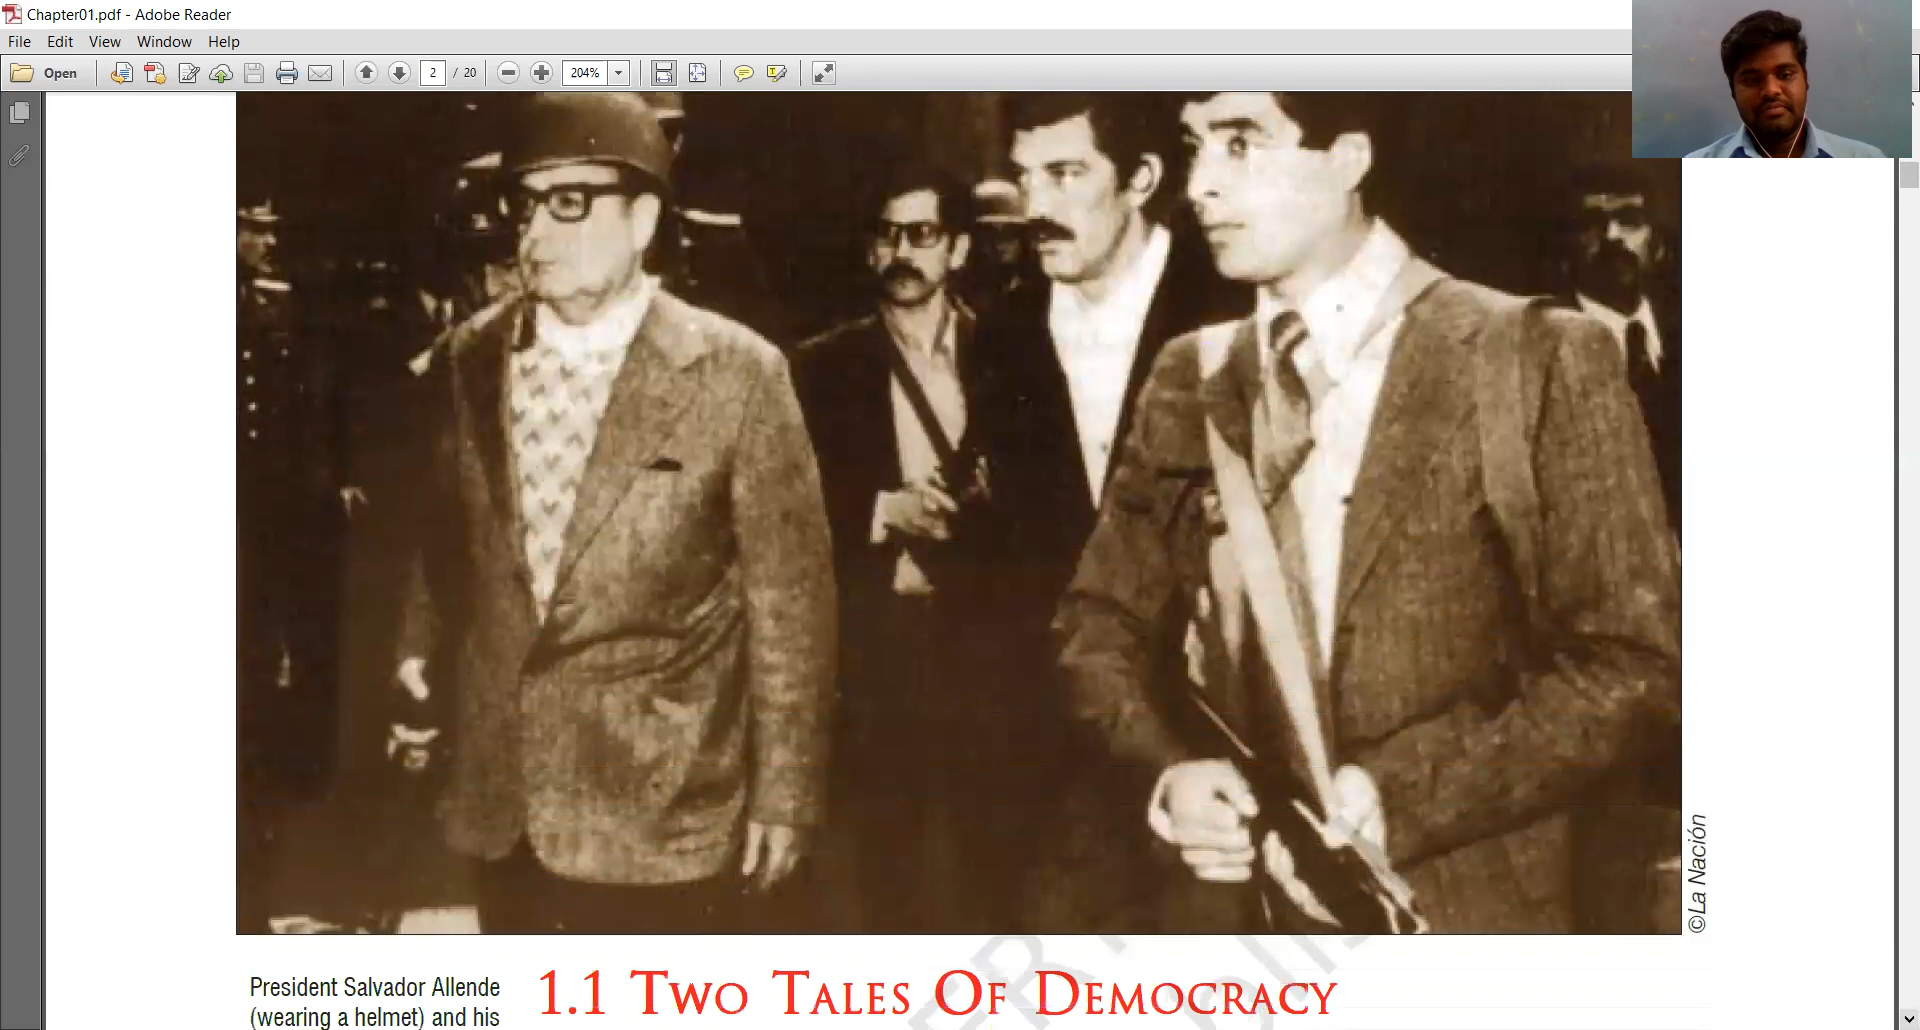 Chapter01.pdf - Adobe Reader
File Edit View Window Help
Open 2 / 20 204%
©La Nación
President Salvador Allende
(wearing a helmet) and his
1.1 TWO TALES OF DEMOCRACY